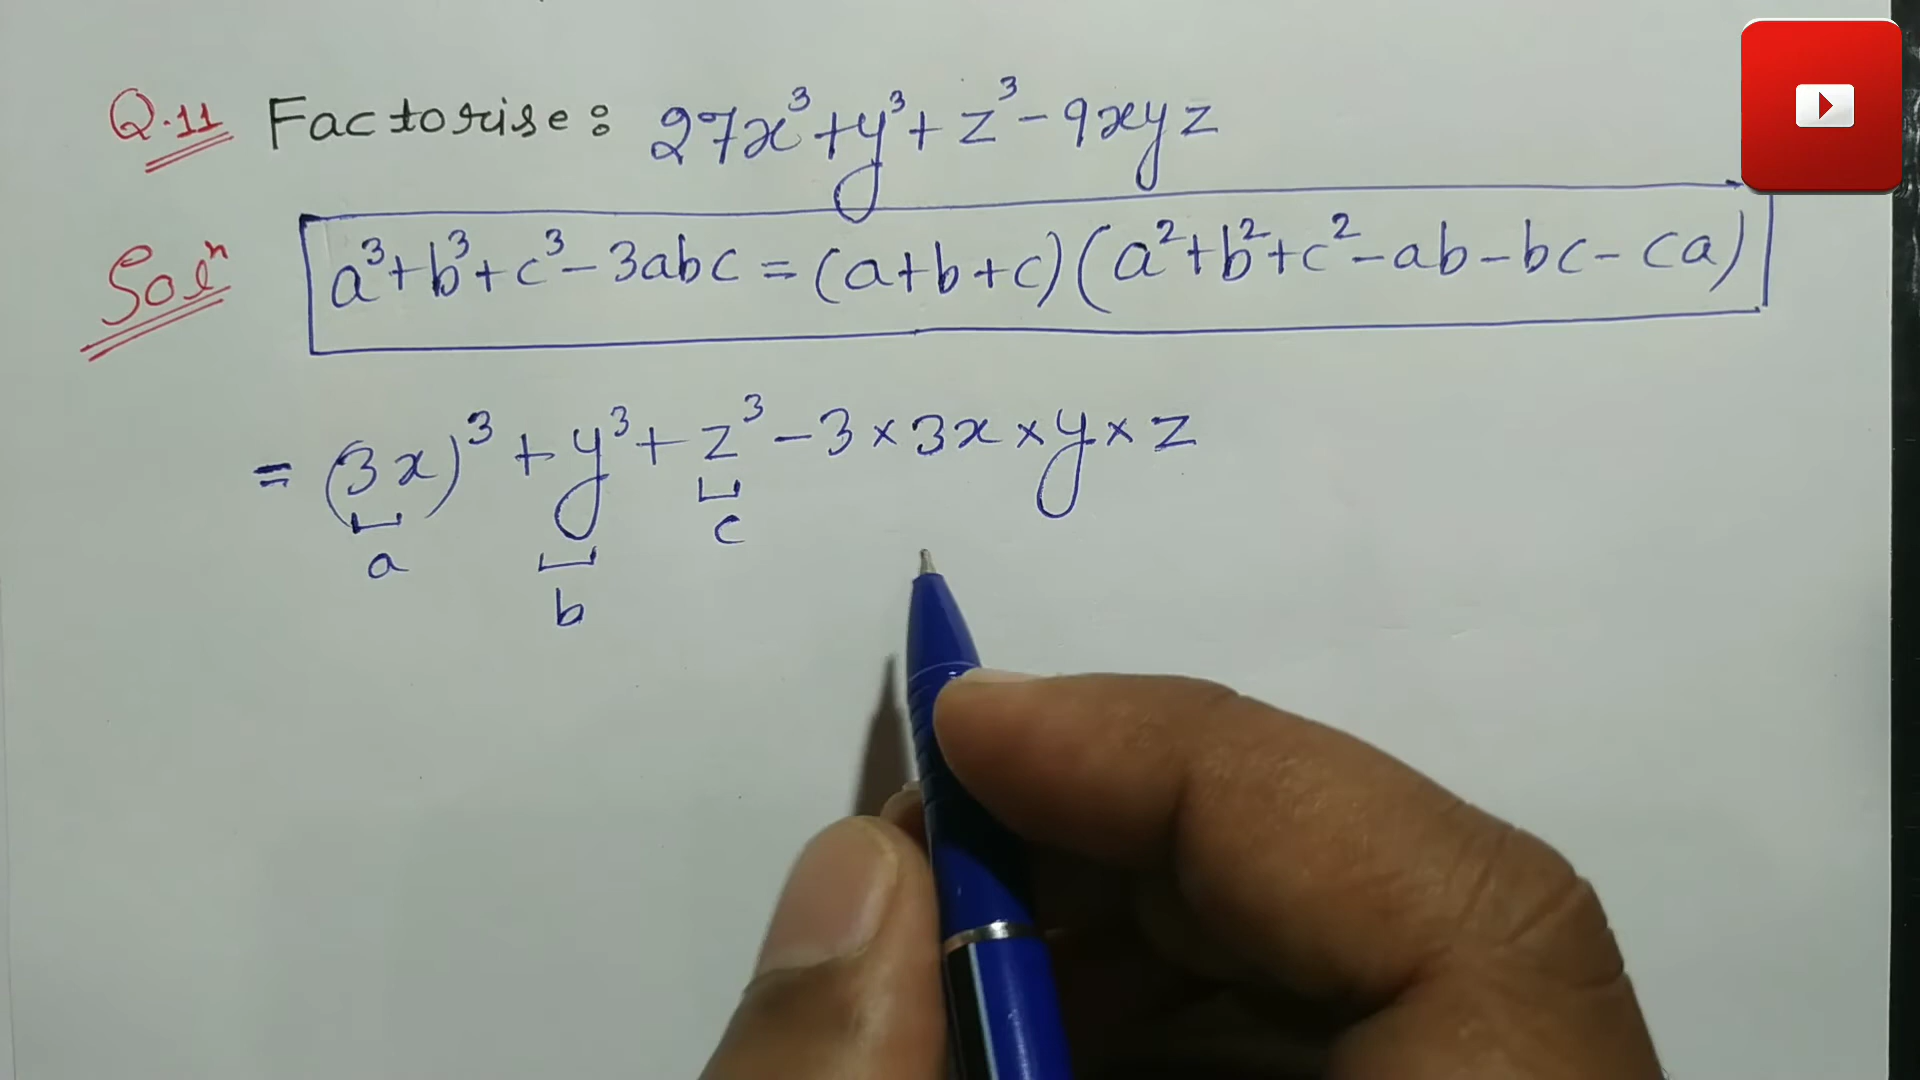 Q.11 Factorise: 27x³+y³+z³-9xyz
Solⁿ a³+b³+c³-3abc=(a+b+c)(a²+b²+c²-ab-bc-ca)
= (3x)³+y³+z³-3×3x×y×z
a b c